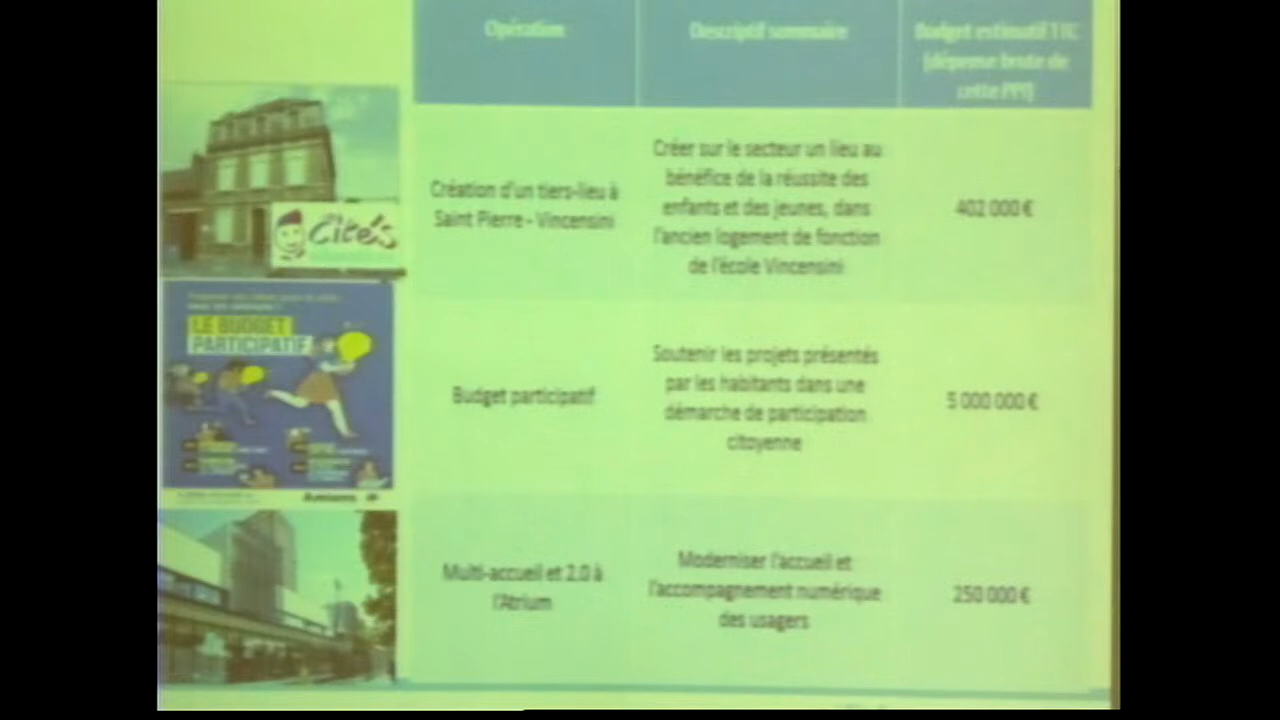 Opération
Descriptif sommaire
Budget estimatif TTC
(dépense brute de
cette PPI)
Création d'un tiers-lieu à
Saint Pierre - Vincensini
Créer sur le secteur un lieu au
bénéfice de la réussite des
enfants et des jeunes, dans
l'ancien logement de fonction
de l'école Vincensini
402 000 €
Cité's
LE BUDGET
PARTICIPATIF
Amiens
Budget participatif
Soutenir les projets présentés
par les habitants dans une
démarche de participation
citoyenne
5 000 000 €
Multi-accueil et 2.0 à
l'Atrium
Moderniser l'accueil et
l'accompagnement numérique
des usagers
250 000 €